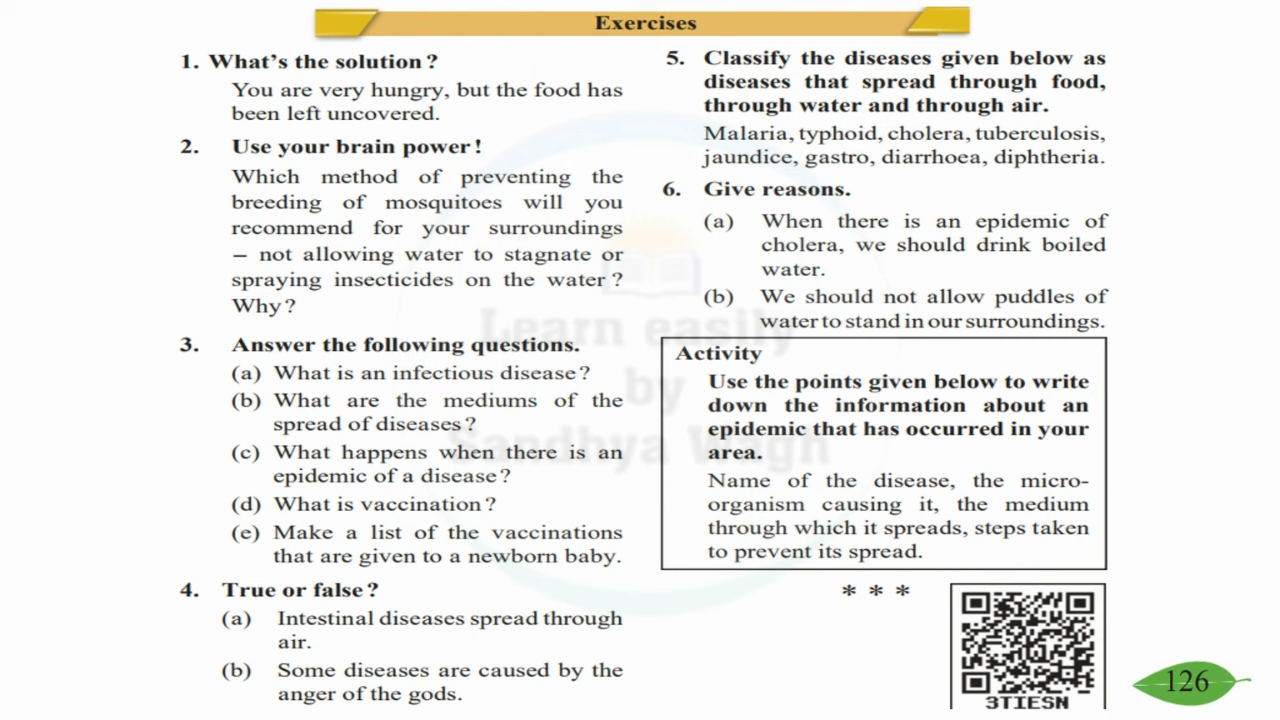 Exercises
1. What's the solution?
You are very hungry, but the food has
been left uncovered.
2. Use your brain power!
Which method of preventing the
breeding of mosquitoes will you
recommend for your surroundings
– not allowing water to stagnate or
spraying insecticides on the water?
Why?
3. Answer the following questions.
(a) What is an infectious disease?
(b) What are the mediums of the
spread of diseases?
(c) What happens when there is an
epidemic of a disease?
(d) What is vaccination?
(e) Make a list of the vaccinations
that are given to a newborn baby.
4. True or false?
(a) Intestinal diseases spread through
air.
(b) Some diseases are caused by the
anger of the gods.
5. Classify the diseases given below as
diseases that spread through food,
through water and through air.
Malaria, typhoid, cholera, tuberculosis,
jaundice, gastro, diarrhoea, diphtheria.
6. Give reasons.
(a) When there is an epidemic of
cholera, we should drink boiled
water.
(b) We should not allow puddles of
water to stand in our surroundings.
Activity
Use the points given below to write
down the information about an
epidemic that has occurred in your
area.
Name of the disease, the micro-
organism causing it, the medium
through which it spreads, steps taken
to prevent its spread.
* * *
3TIESN
126
Learn easily
by
Sandhya Wagh